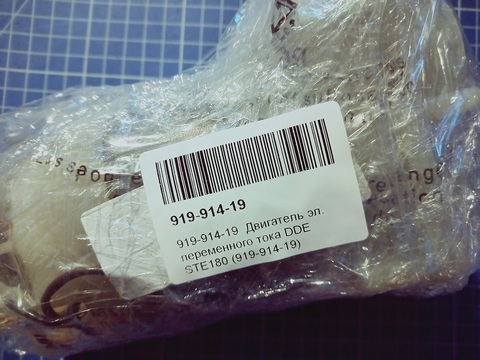 919-914-19
919-914-19 Двигатель эл.
переменного тока DDE
STE180 (919-914-19)